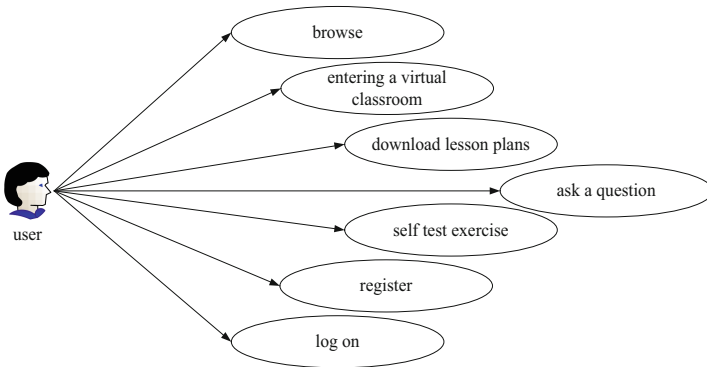 browse
entering a virtual
classroom
download lesson plans
ask a question
user
self test exercise
register
log on